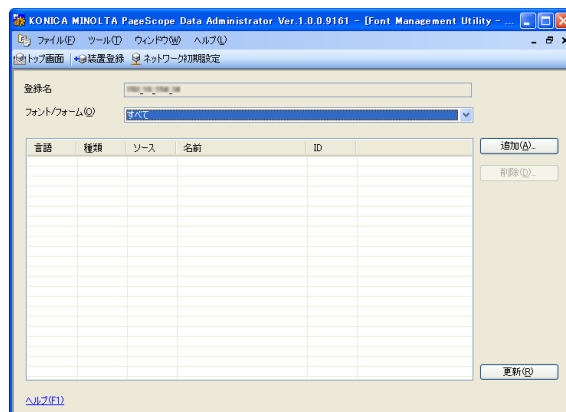 KONICA MINOLTA PageScope Data Administrator Ver.1.0.0.9161 - [Font Management Utility - ...
ファイル(F) ツール(T) ウィンドウ(W) ヘルプ(L)
トップ画面 装置登録 ネットワーク初期設定
登録名
フォント/フォーム(O) すべて
言語 種類 ソース 名前 ID
追加(A)...
削除(D)...
更新(R)
ヘルプ(F1)